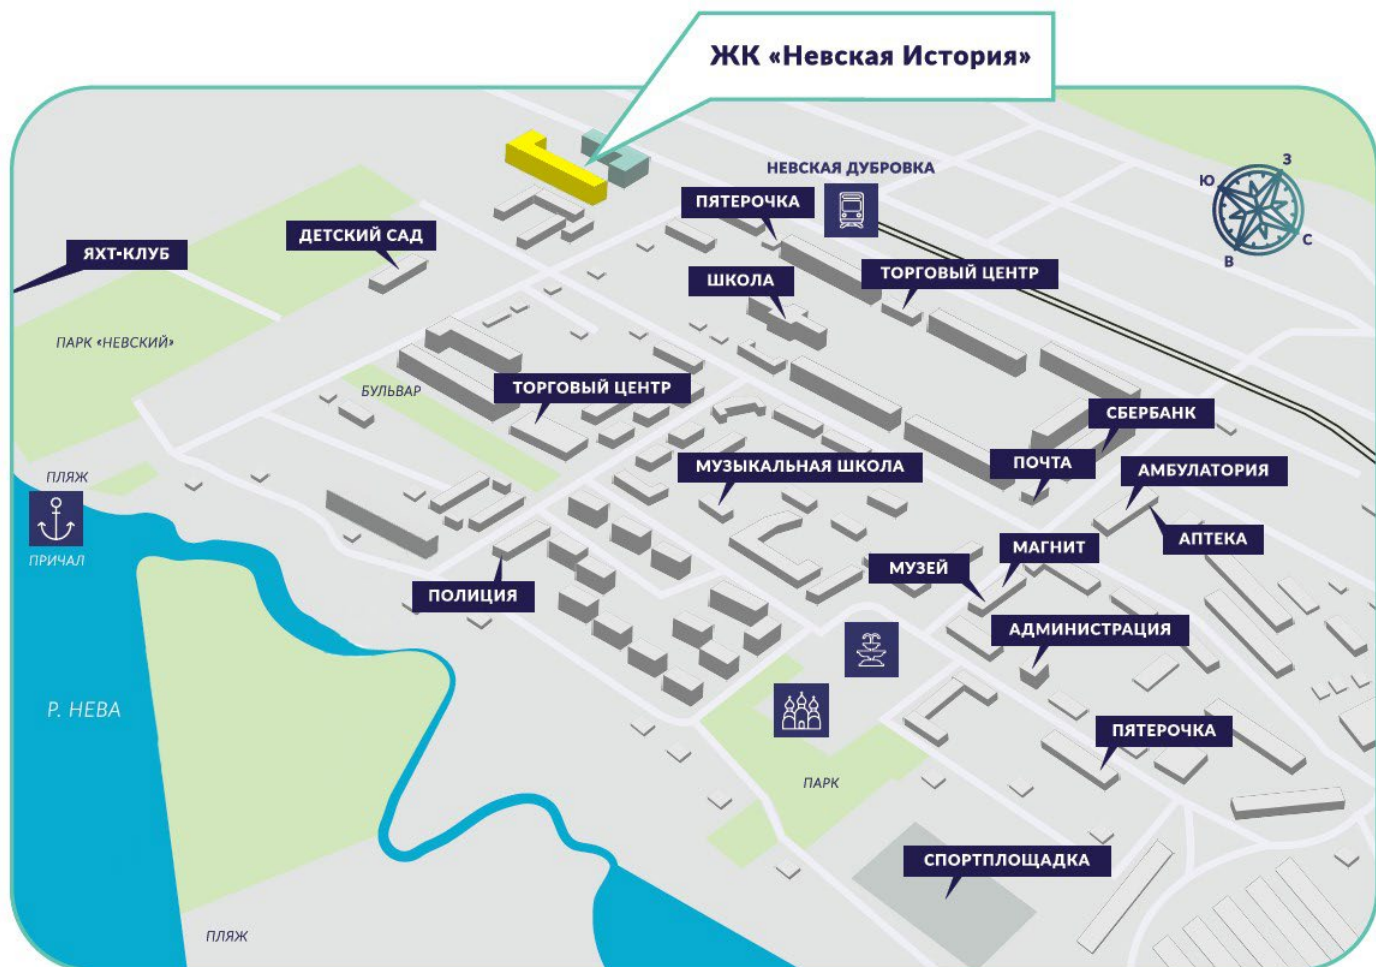 ЖК «Невская История»
НЕВСКАЯ ДУБРОВКА
З
Ю
С
В
ПЯТЕРОЧКА
ДЕТСКИЙ САД
ЯХТ-КЛУБ
ШКОЛА
ТОРГОВЫЙ ЦЕНТР
ПАРК «НЕВСКИЙ»
БУЛЬВАР
ТОРГОВЫЙ ЦЕНТР
СБЕРБАНК
МУЗЫКАЛЬНАЯ ШКОЛА
ПОЧТА
АМБУЛАТОРИЯ
ПЛЯЖ
ПРИЧАЛ
АПТЕКА
МАГНИТ
МУЗЕЙ
ПОЛИЦИЯ
АДМИНИСТРАЦИЯ
Р. НЕВА
ПЯТЕРОЧКА
ПАРК
СПОРТПЛОЩАДКА
ПЛЯЖ